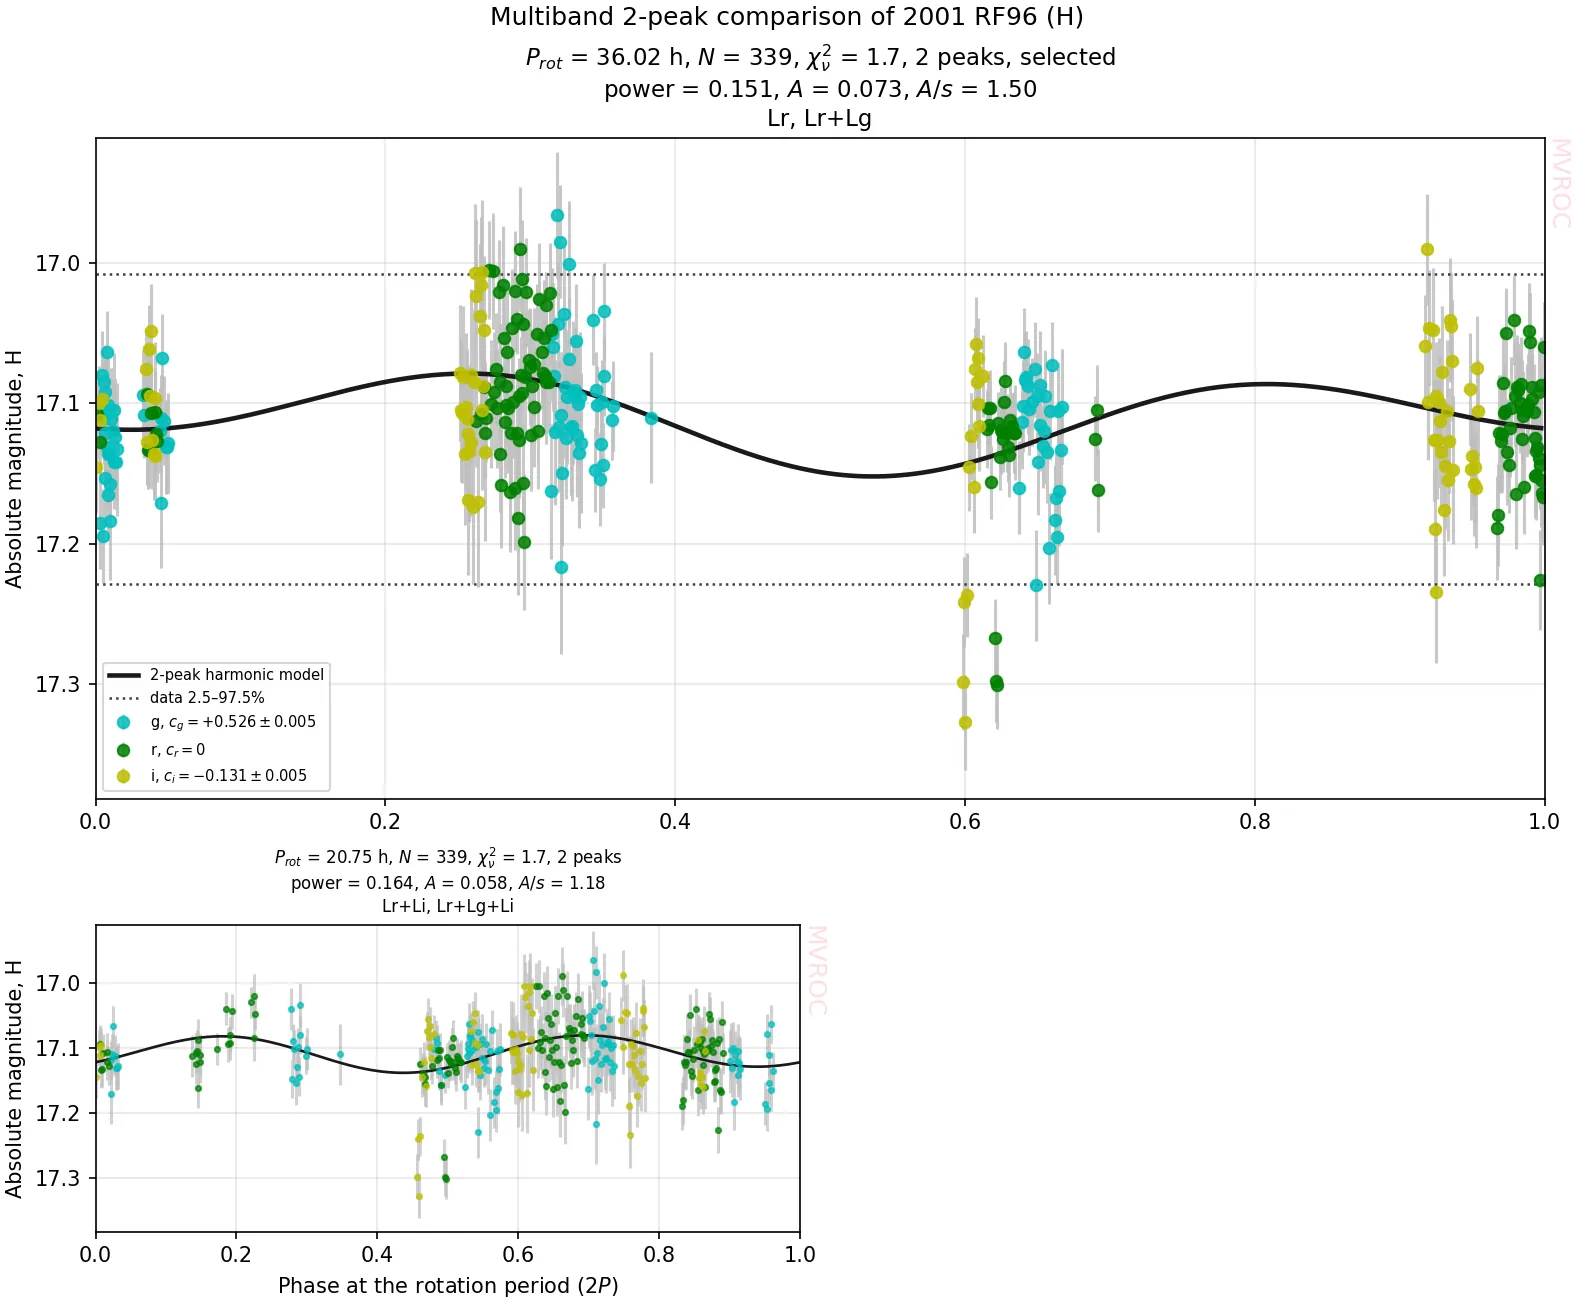 Multiband 2-peak comparison of 2001 RF96 (H)
P_rot = 36.02 h, N = 339, χ²_ν = 1.7, 2 peaks, selected
power = 0.151, A = 0.073, A/s = 1.50
Lr, Lr+Lg
MVROC
Absolute magnitude, H
17.0
17.1
17.2
17.3
2-peak harmonic model
data 2.5–97.5%
g, c_g = +0.526 ± 0.005
r, c_r = 0
i, c_i = −0.131 ± 0.005
0.0 0.2 0.4 0.6 0.8 1.0
P_rot = 20.75 h, N = 339, χ²_ν = 1.7, 2 peaks
power = 0.164, A = 0.058, A/s = 1.18
Lr+Li, Lr+Lg+Li
MVROC
Absolute magnitude, H
17.0
17.1
17.2
17.3
0.0 0.2 0.4 0.6 0.8 1.0
Phase at the rotation period (2P)